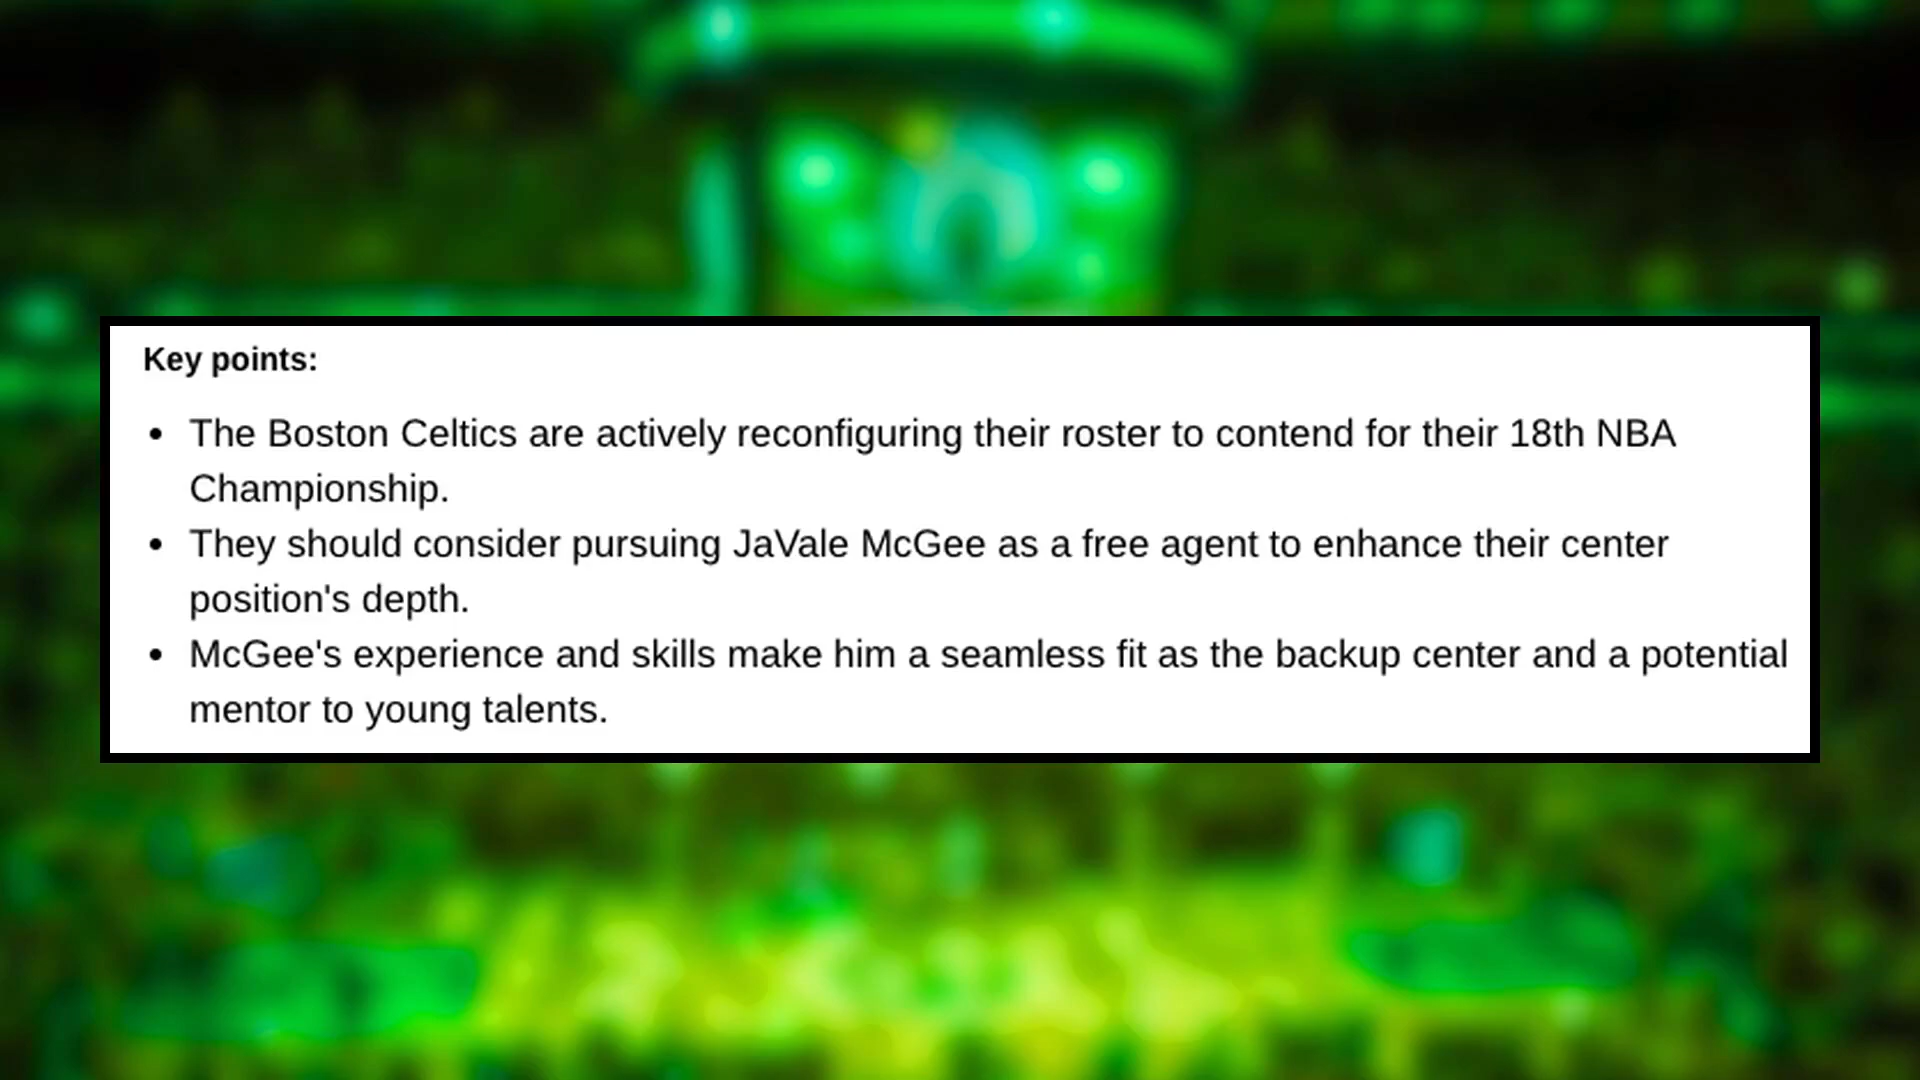 Key points:
• The Boston Celtics are actively reconfiguring their roster to contend for their 18th NBA
Championship.
• They should consider pursuing JaVale McGee as a free agent to enhance their center
position's depth.
• McGee's experience and skills make him a seamless fit as the backup center and a potential
mentor to young talents.